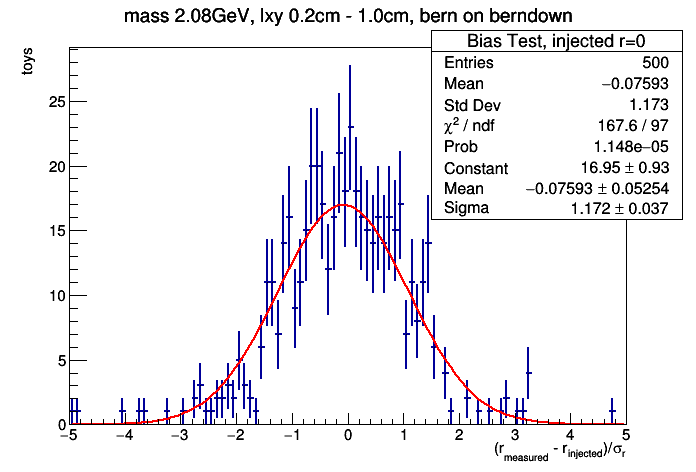 mass 2.08GeV, lxy 0.2cm - 1.0cm, bern on berndown
Bias Test, injected r=0
Entries 500
Mean −0.07593
Std Dev 1.173
χ² / ndf 167.6 / 97
Prob 1.148e−05
Constant 16.95 ± 0.93
Mean −0.07593 ± 0.05254
Sigma 1.172 ± 0.037
toys
25
20
15
10
5
0
−5 −4 −3 −2 −1 0 1 2 3 4 5
(r_measured - r_injected)/σ_r